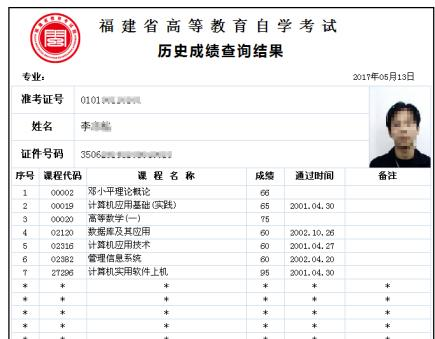 福建省高等教育自学考试
历史成绩查询结果
专业: 2017年05月13日
准考证号 0101
姓名 李
证件号码 3506
序号 课程代码 课程名称 成绩 通过时间 备注
1 00002 邓小平理论概论 66
2 00019 计算机应用基础(实践) 65 2001.04.30
3 00020 高等数学(一) 75
4 02120 数据库及其应用 60 2002.10.26
5 02316 计算机应用技术 60 2001.04.27
6 02382 管理信息系统 60 2002.04.20
7 27296 计算机实用软件上机 95 2001.04.30
* * * * * *
* * * * * *
* * * * * *
* * * * * *
* * * * * *